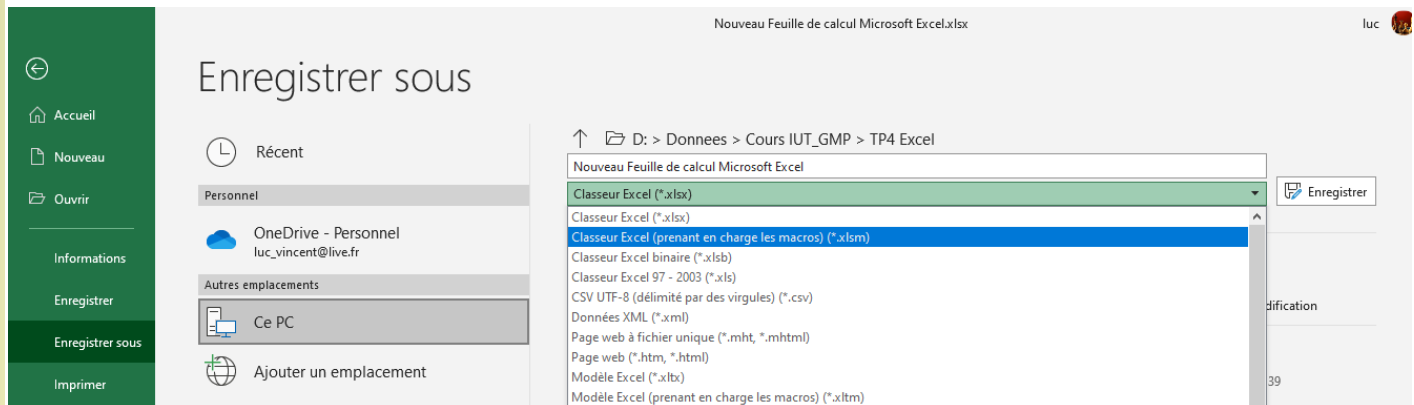 Nouveau Feuille de calcul Microsoft Excel.xlsx
luc
Accueil
Nouveau
Ouvrir
Informations
Enregistrer
Enregistrer sous
Imprimer
Enregistrer sous
Récent
Personnel
OneDrive - Personnel
luc_vincent@live.fr
Autres emplacements
Ce PC
Ajouter un emplacement
D: > Donnees > Cours IUT_GMP > TP4 Excel
Nouveau Feuille de calcul Microsoft Excel
Classeur Excel (*.xlsx)
Enregistrer
Classeur Excel (*.xlsx)
Classeur Excel (prenant en charge les macros) (*.xlsm)
Classeur Excel binaire (*.xlsb)
Classeur Excel 97 - 2003 (*.xls)
CSV UTF-8 (délimité par des virgules) (*.csv)
Données XML (*.xml)
Page web à fichier unique (*.mht, *.mhtml)
Page web (*.htm, *.html)
Modèle Excel (*.xltx)
Modèle Excel (prenant en charge les macros) (*.xltm)
dification
39